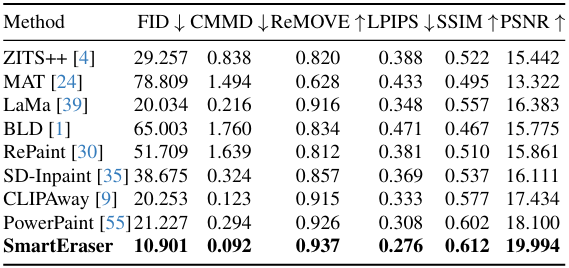 Method FID ↓ CMMD ↓ ReMOVE ↑ LPIPS ↓ SSIM ↑ PSNR ↑
ZITS++ [4] 29.257 0.838 0.820 0.388 0.522 15.442
MAT [24] 78.809 1.494 0.628 0.433 0.495 13.322
LaMa [39] 20.034 0.216 0.916 0.348 0.557 16.383
BLD [1] 65.003 1.760 0.834 0.471 0.467 15.775
RePaint [30] 51.709 1.639 0.812 0.381 0.510 15.861
SD-Inpaint [35] 38.675 0.324 0.857 0.369 0.537 16.111
CLIPAway [9] 20.253 0.123 0.915 0.333 0.577 17.434
PowerPaint [55] 21.227 0.294 0.926 0.308 0.602 18.100
SmartEraser 10.901 0.092 0.937 0.276 0.612 19.994